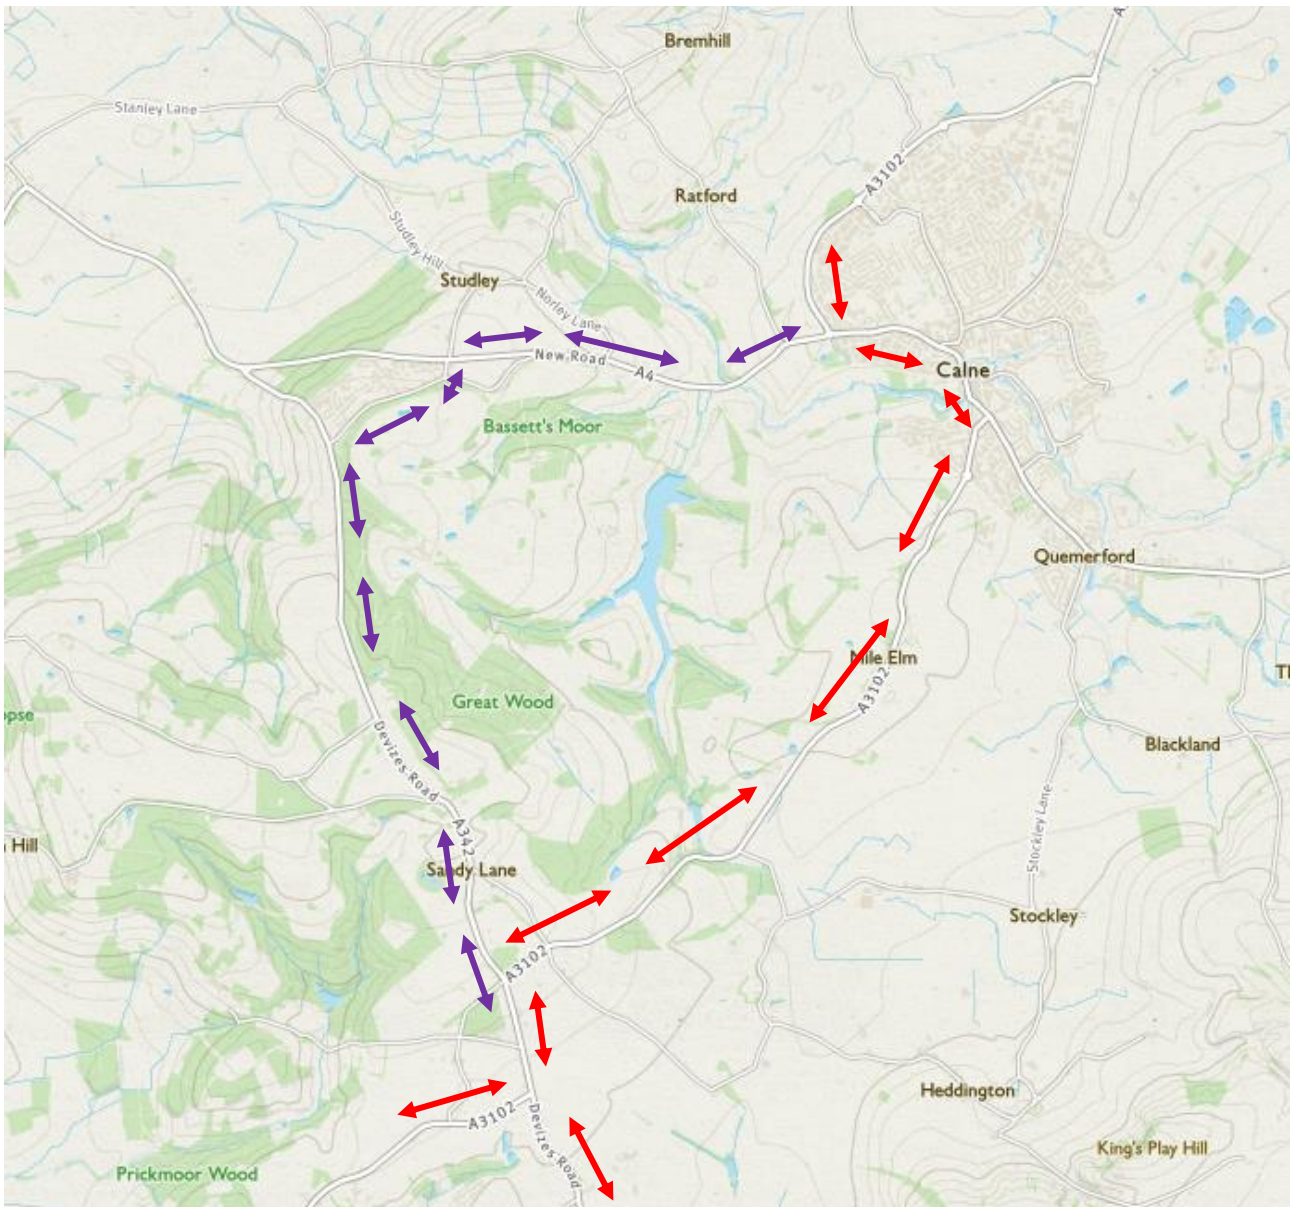 A
Bremhill
Stanley Lane
A3102
Ratford
Studley Hill
Studley
Norley Lane
New Road
A4
Calne
Bassett's Moor
Quemerford
Mile Elm
A3102
Great Wood
opse
Blackland
Devizes Road
Stockley Lane
A342
Hill
Sandy Lane
Stockley
A3102
Heddington
A3102
Devizes Road
King's Play Hill
Prickmoor Wood